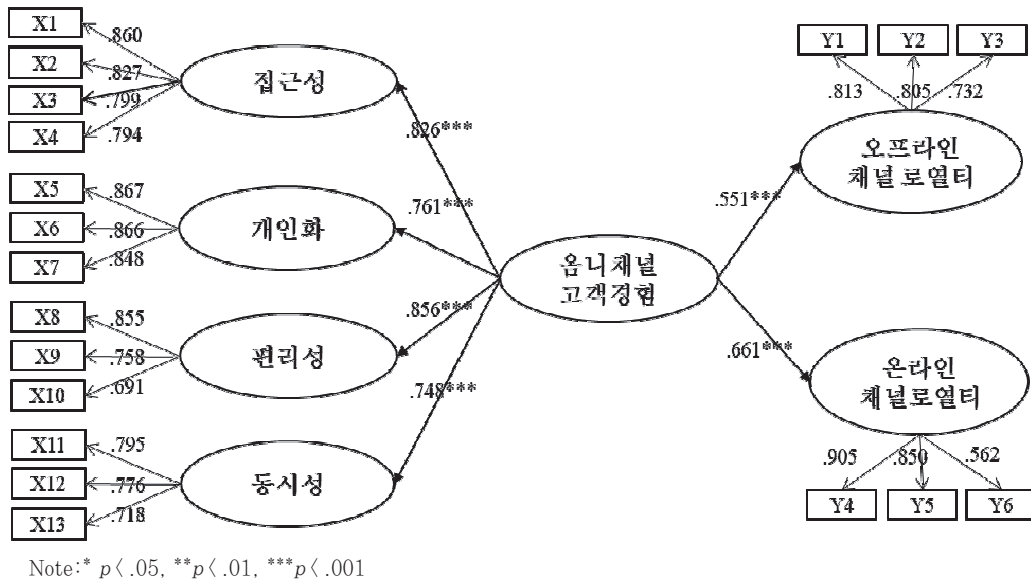 X1
.860
X2
.827
X3
.799
X4
.794
접근성
.826***
X5
.867
X6
.866
X7
.848
개인화
.761***
X8
.855
X9
.758
X10
.691
편리성
.856***
X11
.795
X12
.776
X13
.718
동시성
.748***
옴니채널
고객경험
.551***
.661***
Y1
Y2
Y3
.813
.805
.732
오프라인
채널 로열티
온라인
채널로열티
.905
.850
.562
Y4
Y5
Y6
Note:* p〈 .05, **p〈 .01, ***p〈 .001